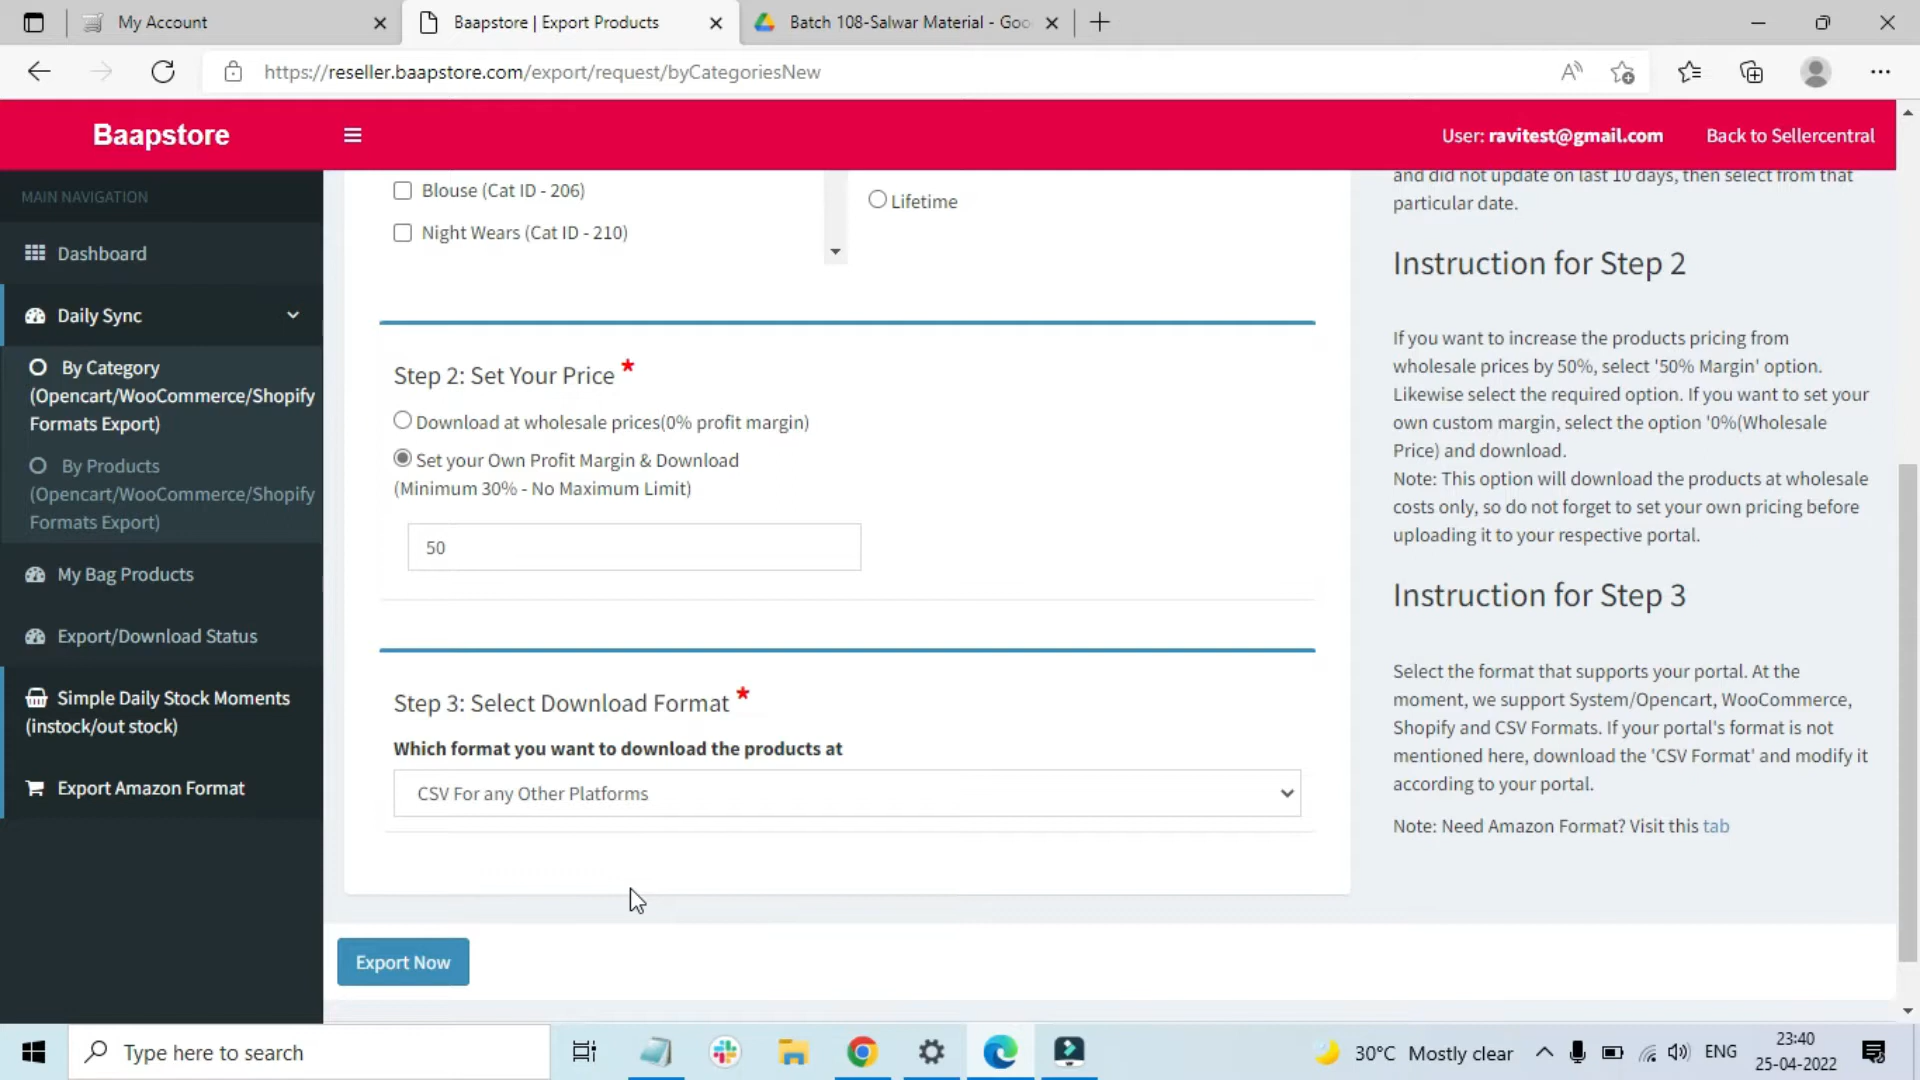 My Account
Baapstore | Export Products
Batch 108-Salwar Material - Goo
https://reseller.baapstore.com/export/request/byCategoriesNew
Baapstore
User: ravitest@gmail.com
Back to Sellercentral
MAIN NAVIGATION
Dashboard
Daily Sync
By Category
(Opencart/WooCommerce/Shopify
Formats Export)
By Products
(Opencart/WooCommerce/Shopify
Formats Export)
My Bag Products
Export/Download Status
Simple Daily Stock Moments
(instock/out stock)
Export Amazon Format
Blouse (Cat ID - 206)
Night Wears (Cat ID - 210)
Lifetime
Step 2: Set Your Price *
Download at wholesale prices(0% profit margin)
Set your Own Profit Margin & Download
(Minimum 30% - No Maximum Limit)
50
Step 3: Select Download Format *
Which format you want to download the products at
CSV For any Other Platforms
Export Now
and did not update on last 10 days, then select from that
particular date.
Instruction for Step 2
If you want to increase the products pricing from
wholesale prices by 50%, select '50% Margin' option.
Likewise select the required option. If you want to set your
own custom margin, select the option '0%(Wholesale
Price) and download.
Note: This option will download the products at wholesale
costs only, so do not forget to set your own pricing before
uploading it to your respective portal.
Instruction for Step 3
Select the format that supports your portal. At the
moment, we support System/Opencart, WooCommerce,
Shopify and CSV Formats. If your portal's format is not
mentioned here, download the 'CSV Format' and modify it
according to your portal.
Note: Need Amazon Format? Visit this tab
Type here to search
30°C Mostly clear
ENG
23:40
25-04-2022